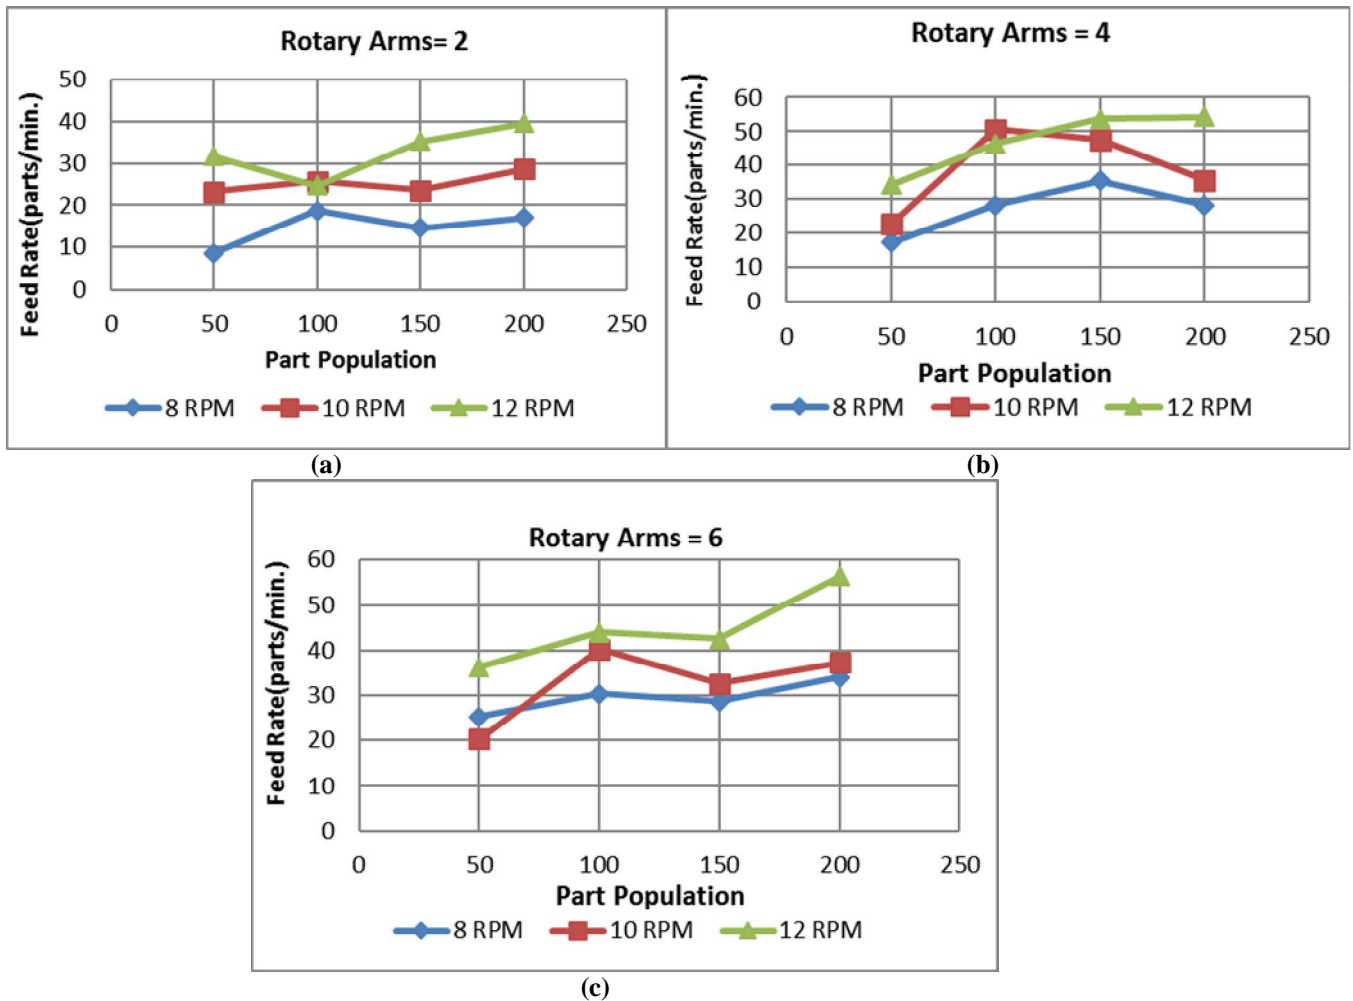 Rotary Arms= 2
Feed Rate(parts/min.)
50
40
30
20
10
0
0 50 100 150 200 250
Part Population
8 RPM 10 RPM 12 RPM
(a)
Rotary Arms = 4
Feed Rate(parts/min.)
60
50
40
30
20
10
0
0 50 100 150 200 250
Part Population
8 RPM 10 RPM 12 RPM
(b)
Rotary Arms = 6
Feed Rate(parts/min.)
60
50
40
30
20
10
0
0 50 100 150 200 250
Part Population
8 RPM 10 RPM 12 RPM
(c)